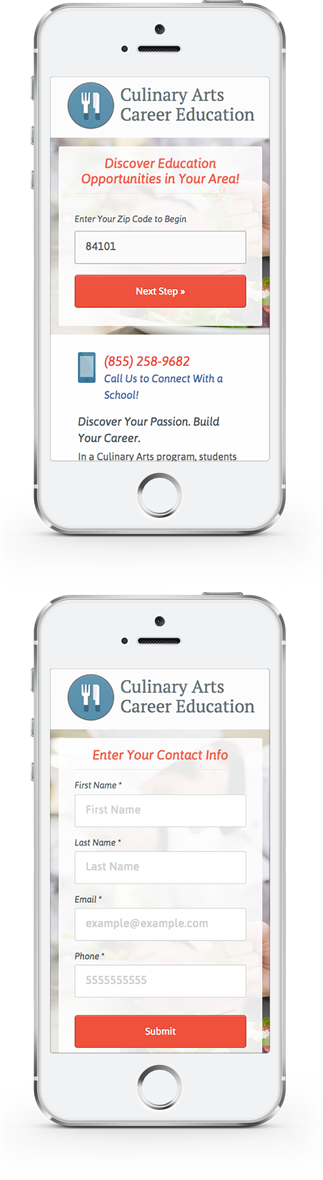 Culinary Arts
Career Education
Discover Education
Opportunities in Your Area!
Enter Your Zip Code to Begin
84101
Next Step »
(855) 258-9682
Call Us to Connect With a
School!
Discover Your Passion. Build
Your Career.
In a Culinary Arts program, students
Culinary Arts
Career Education
Enter Your Contact Info
First Name *
First Name
Last Name *
Last Name
Email *
example@example.com
Phone *
5555555555
Submit